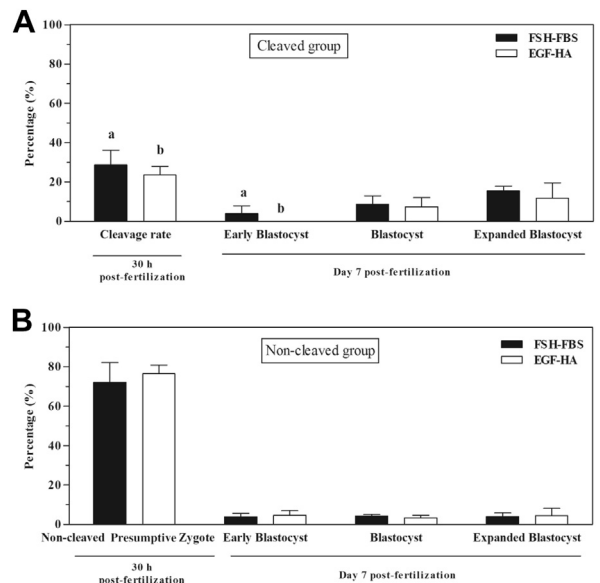 A
Cleaved group
FSH-FBS
EGF-HA
Percentage (%)
100
80
60
40
20
0
a
b
a
b
Cleavage rate
Early Blastocyst
Blastocyst
Expanded Blastocyst
30 h
post-fertilization
Day 7 post-fertilization
B
Non-cleaved group
FSH-FBS
EGF-HA
Percentage (%)
100
80
60
40
20
0
Non-cleaved Presumptive Zygote
Early Blastocyst
Blastocyst
Expanded Blastocyst
30 h
post-fertilization
Day 7 post-fertilization